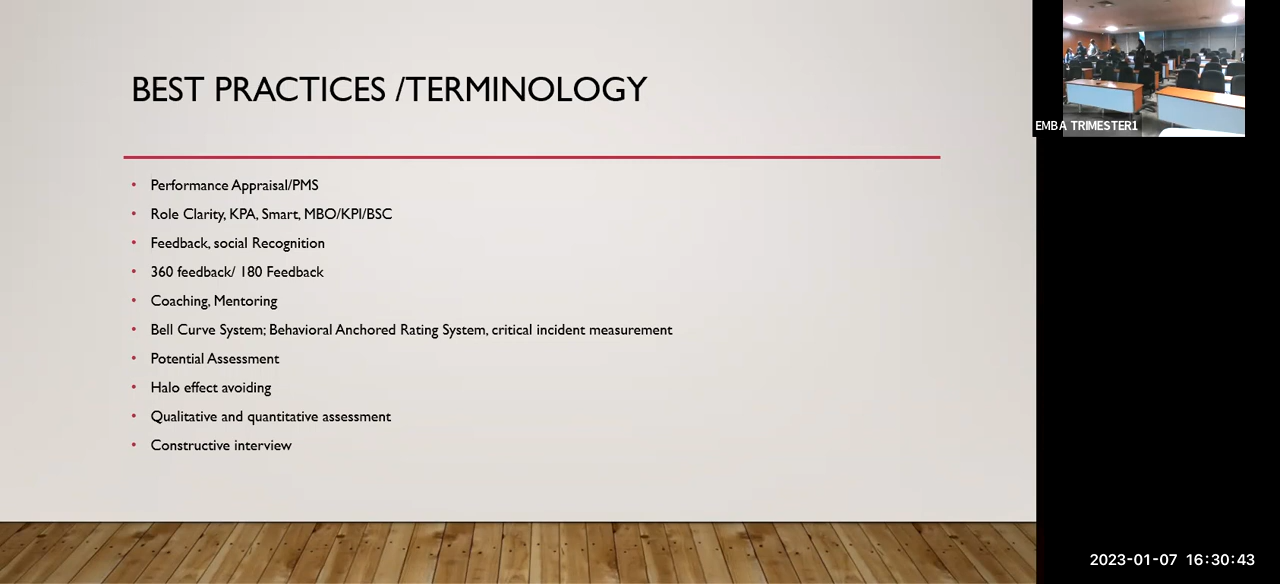 BEST PRACTICES /TERMINOLOGY
• Performance Appraisal/PMS
• Role Clarity, KPA, Smart, MBO/KPI/BSC
• Feedback, social Recognition
• 360 feedback/ 180 Feedback
• Coaching, Mentoring
• Bell Curve System; Behavioral Anchored Rating System, critical incident measurement
• Potential Assessment
• Halo effect avoiding
• Qualitative and quantitative assessment
• Constructive interview
EMBA TRIMESTER1
2023-01-07 16:30:43